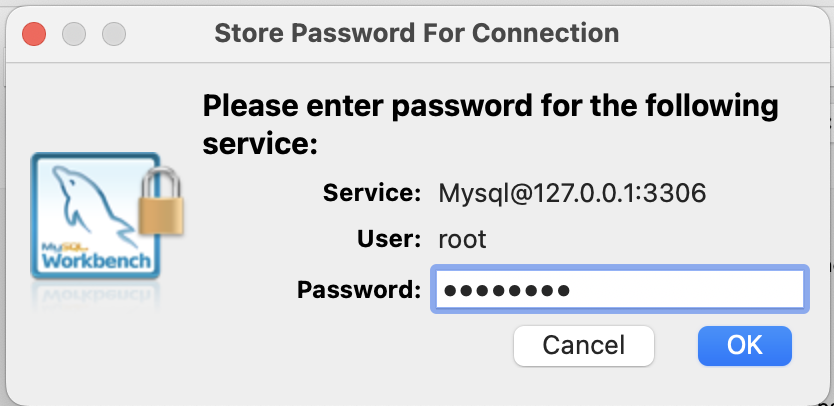 Store Password For Connection
Please enter password for the following
service:
MySQL
Workbench
Service: Mysql@127.0.0.1:3306
User: root
Password: ••••••••
Cancel OK